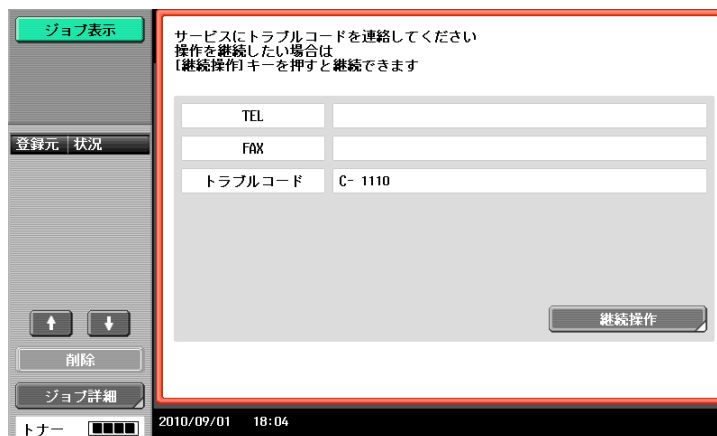 ジョブ表示
サービスにトラブルコードを連絡してください
操作を継続したい場合は
[継続操作]キーを押すと継続できます
登録元 状況
TEL
FAX
トラブルコード C- 1110
継続操作
削除
ジョブ詳細
トナー
2010/09/01 18:04